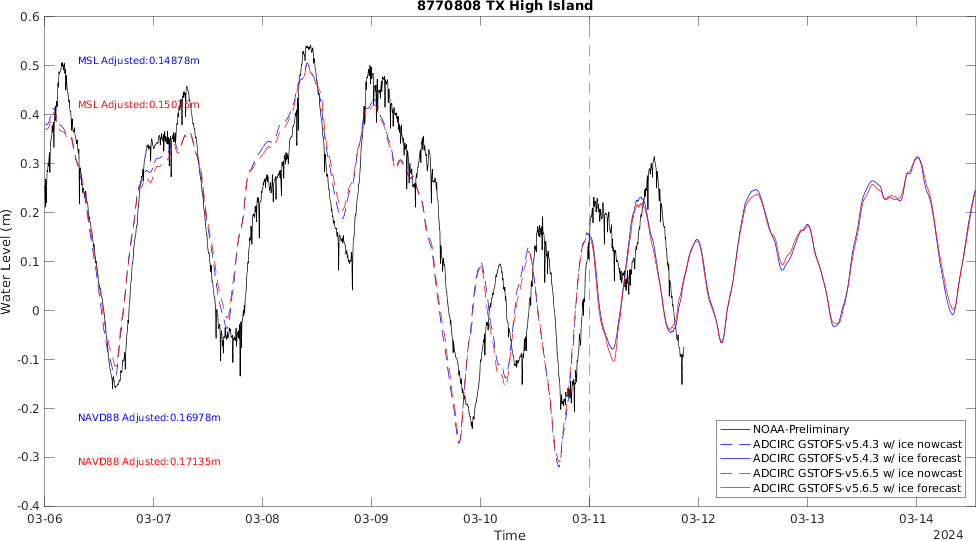 8770808 TX High Island
0.6
0.5
0.4
0.3
0.2
0.1
0
-0.1
-0.2
-0.3
-0.4
Water Level (m)
MSL Adjusted:0.14878m
MSL Adjusted:
NAVD88 Adjusted:0.16978m
NAVD88 Adjusted:0.17135m
NOAA-Preliminary
ADCIRC GSTOFS-v5.4.3 w/ ice nowcast
ADCIRC GSTOFS-v5.4.3 w/ ice forecast
ADCIRC GSTOFS-v5.6.5 w/ ice nowcast
ADCIRC GSTOFS-v5.6.5 w/ ice forecast
03-06 03-07 03-08 03-09 03-10 03-11 03-12 03-13 03-14
Time
2024